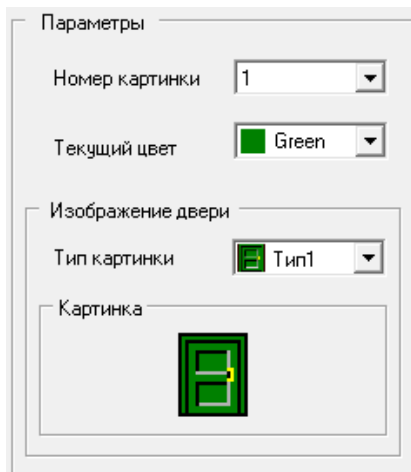 Параметры
Номер картинки 1
Текущий цвет Green
Изображение двери
Тип картинки Тип1
Картинка